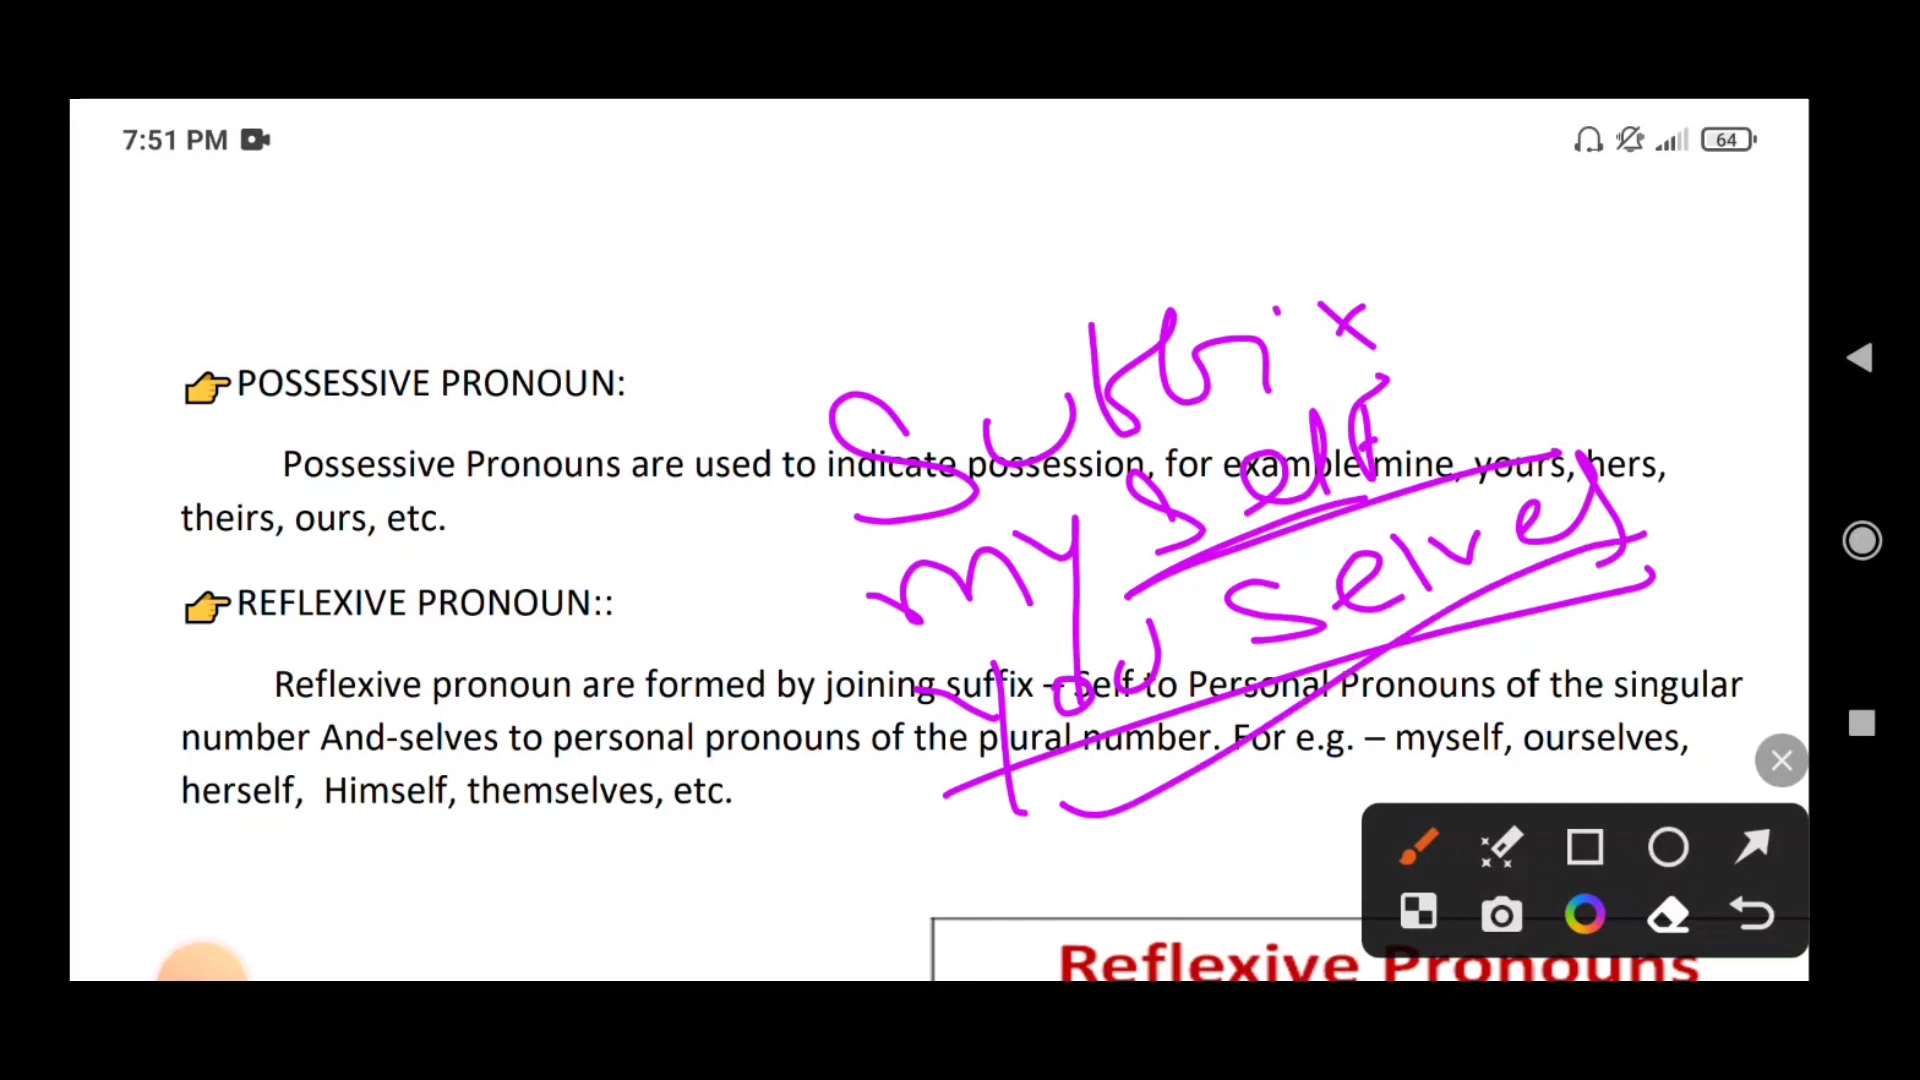 7:51 PM
64
POSSESSIVE PRONOUN:
Suffix
Possessive Pronouns are used to indicate possession, for example mine, yours, hers,
theirs, ours, etc.
my self
REFLEXIVE PRONOUN::
you selves
Reflexive pronoun are formed by joining suffix – Self to Personal Pronouns of the singular
number And-selves to personal pronouns of the plural number. For e.g. – myself, ourselves,
herself, Himself, themselves, etc.
Reflexive Pronouns